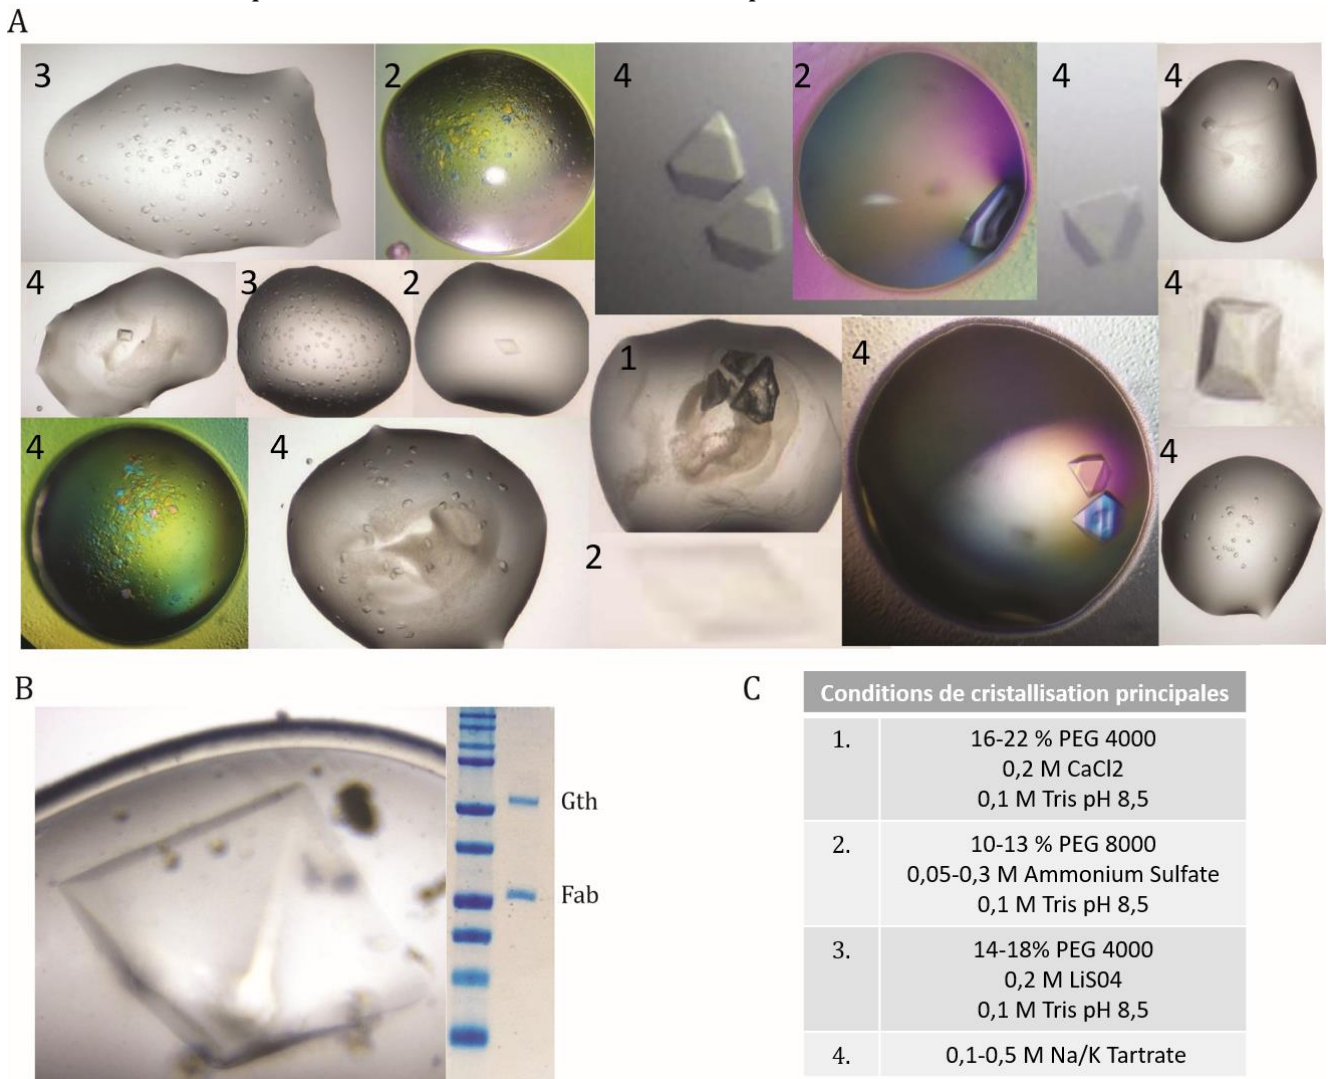 A
3
2
4
2
4
4
4
3
2
1
4
4
4
4
2
4
B
Gth
Fab
C
Conditions de cristallisation principales
1.
16-22 % PEG 4000
0,2 M CaCl2
0,1 M Tris pH 8,5
2.
10-13 % PEG 8000
0,05-0,3 M Ammonium Sulfate
0,1 M Tris pH 8,5
3.
14-18% PEG 4000
0,2 M LiS04
0,1 M Tris pH 8,5
4.
0,1-0,5 M Na/K Tartrate